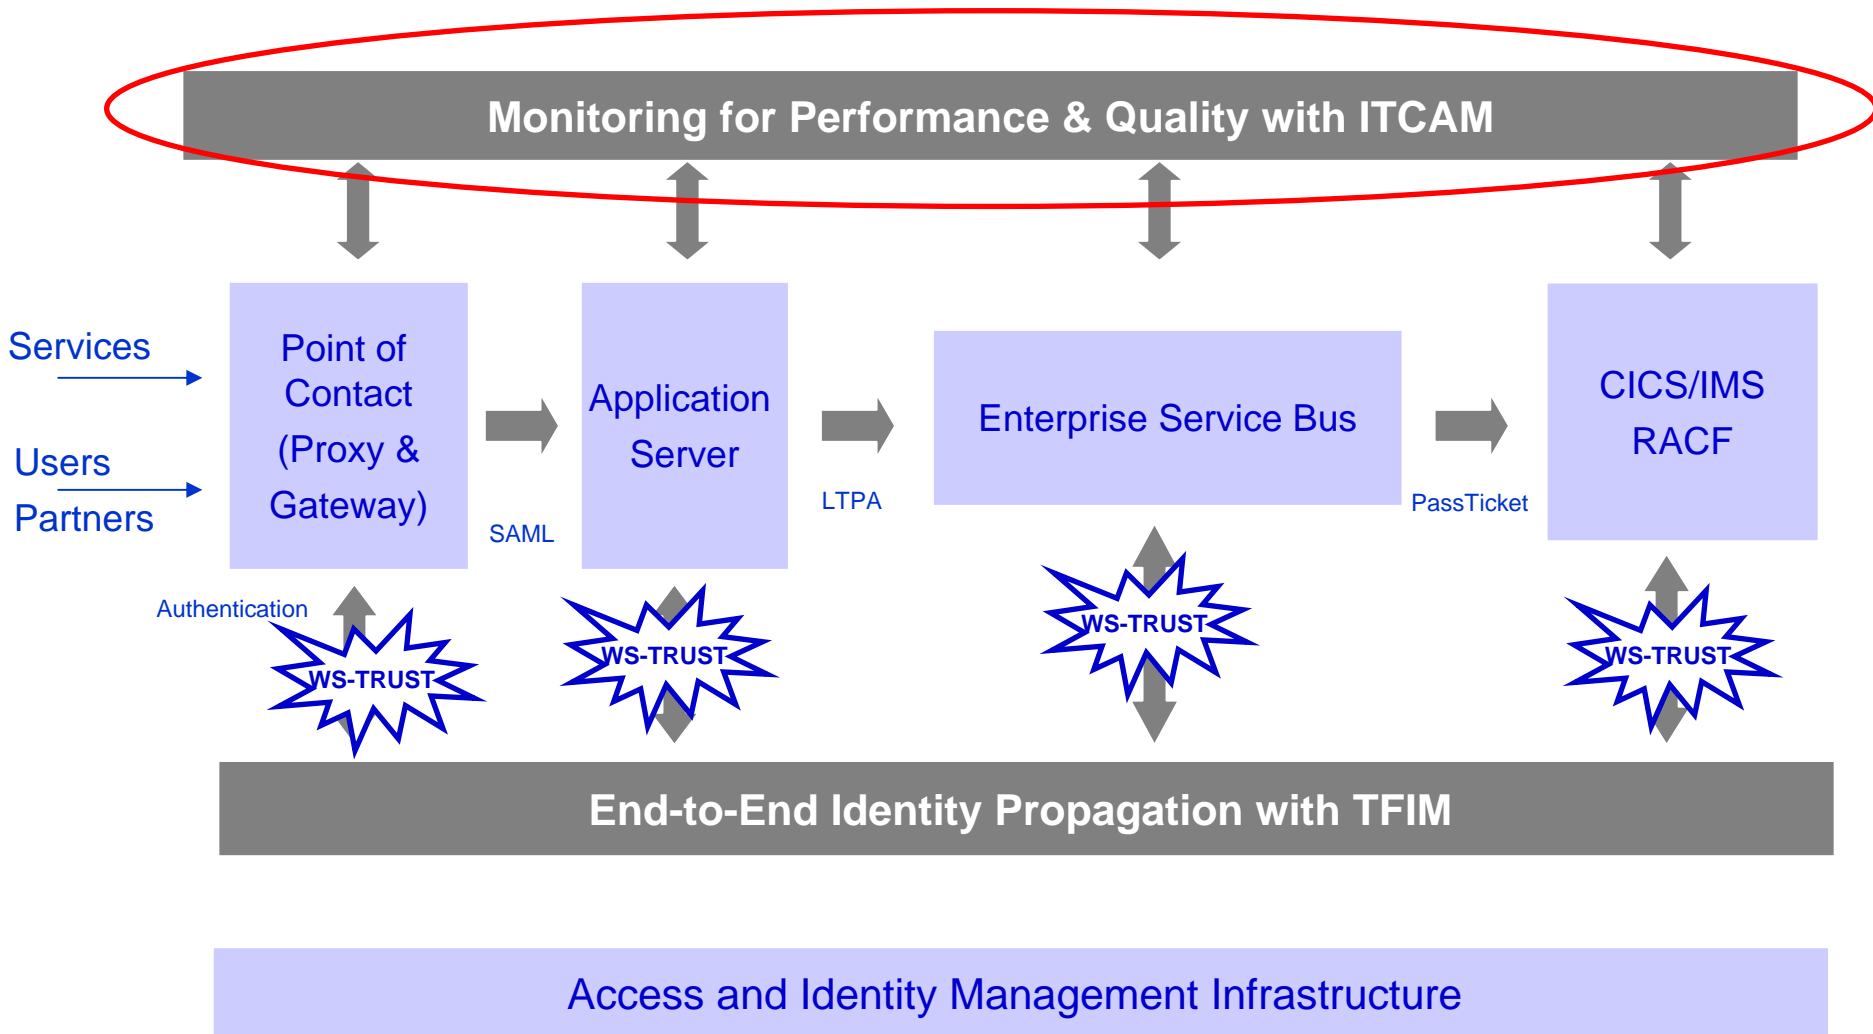 Monitoring for Performance & Quality with ITCAM
Services
Users
Partners
Point of
Contact
(Proxy &
Gateway)
SAML
Application
Server
LTPA
Enterprise Service Bus
PassTicket
CICS/IMS
RACF
Authentication
WS-TRUST
WS-TRUST
WS-TRUST
WS-TRUST
End-to-End Identity Propagation with TFIM
Access and Identity Management Infrastructure